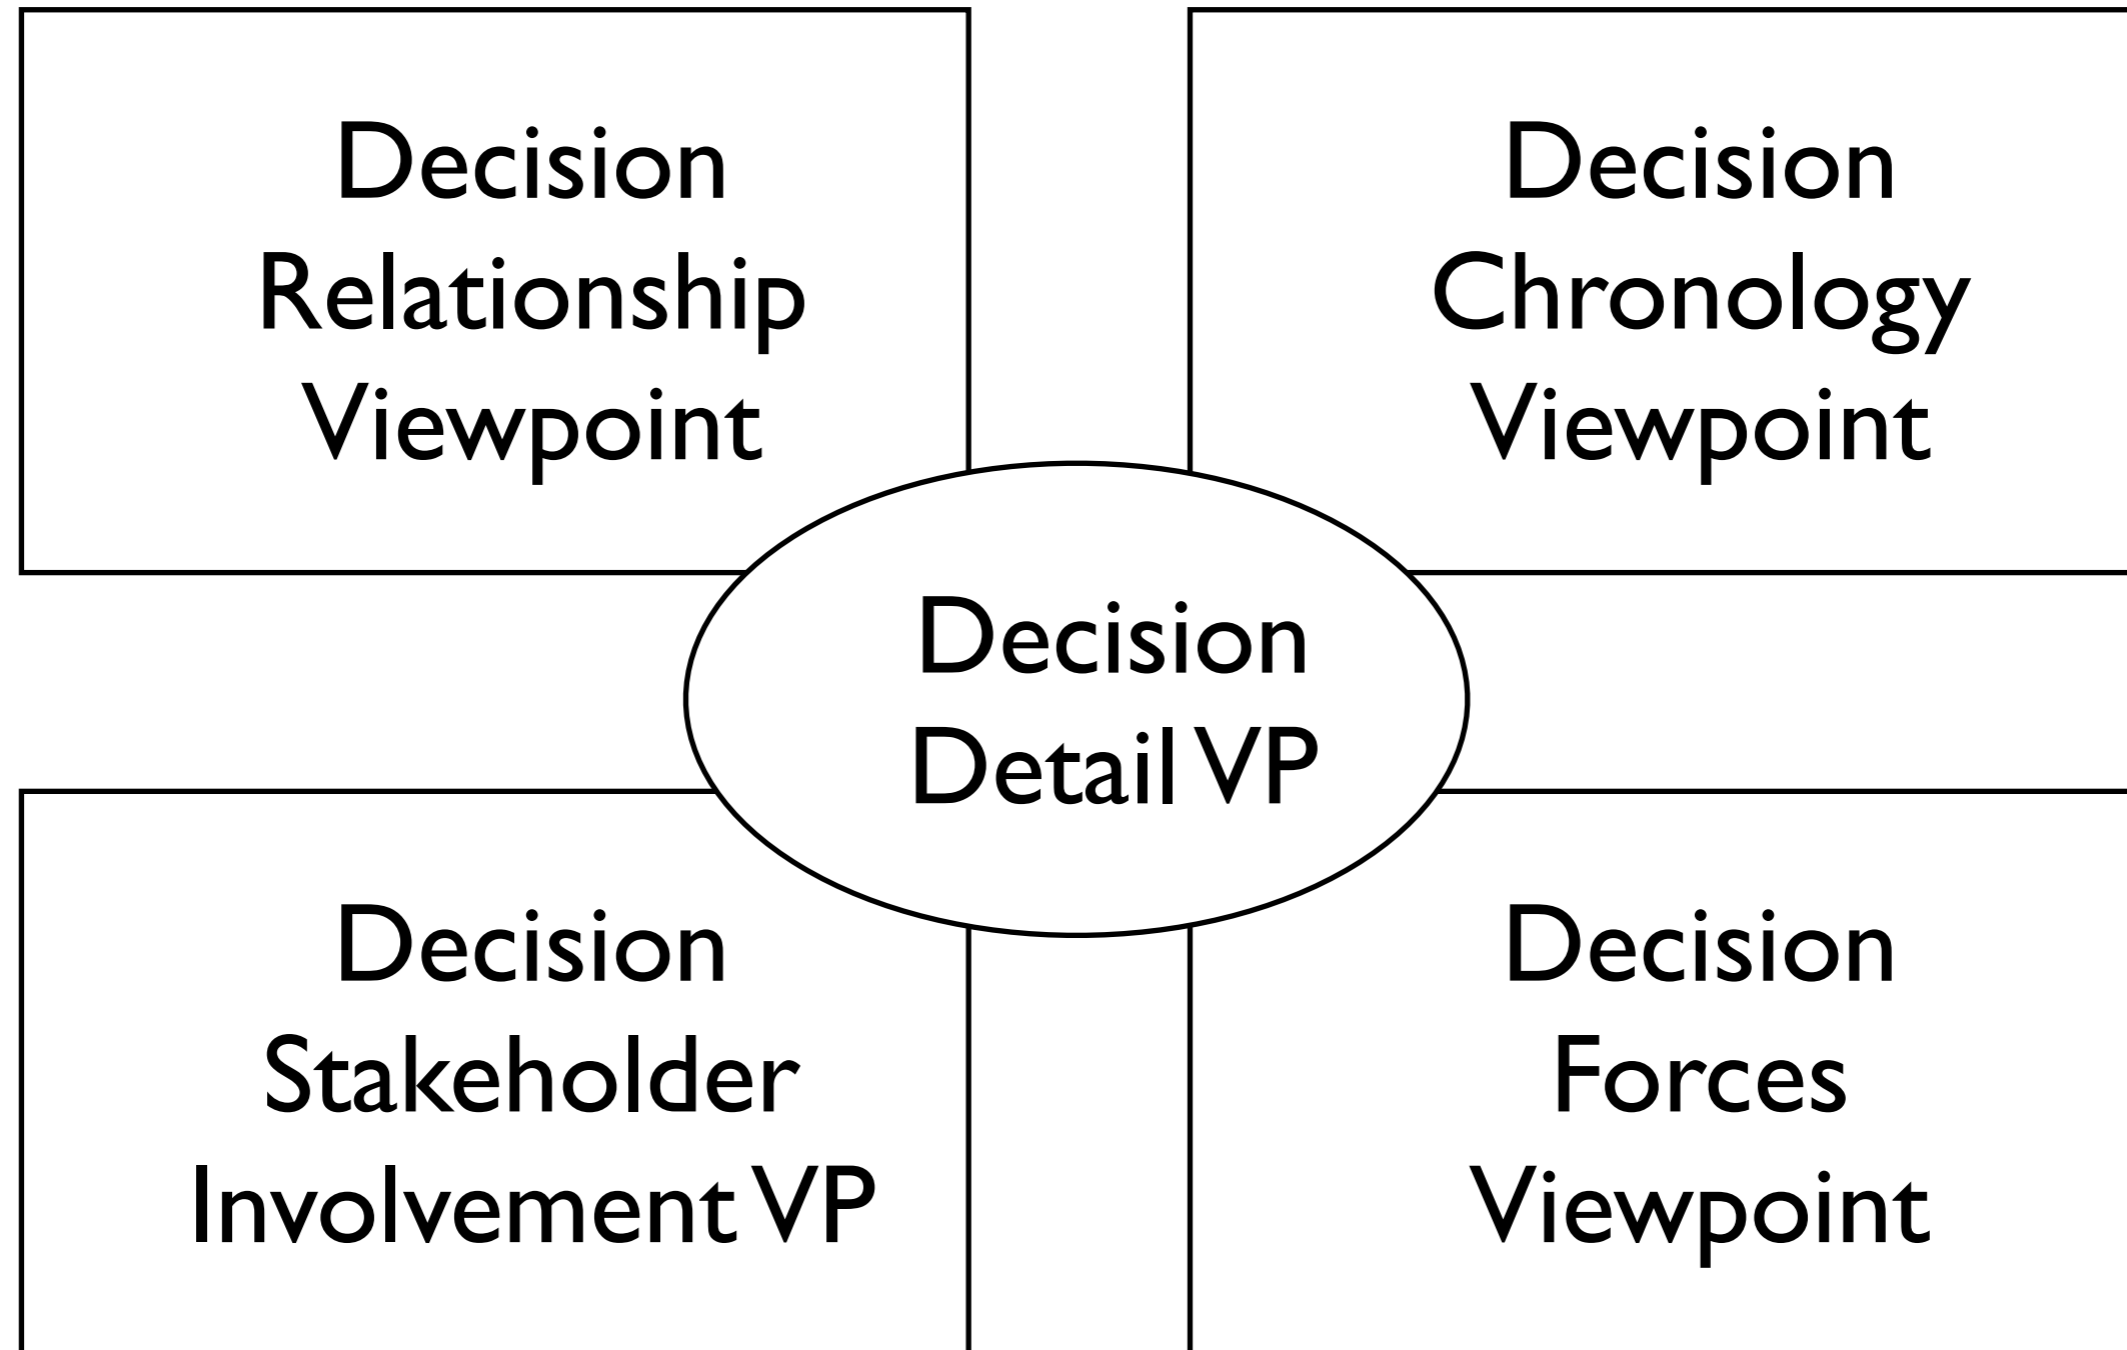 Decision
Relationship
Viewpoint
Decision
Chronology
Viewpoint
Decision
Detail VP
Decision
Stakeholder
Involvement VP
Decision
Forces
Viewpoint